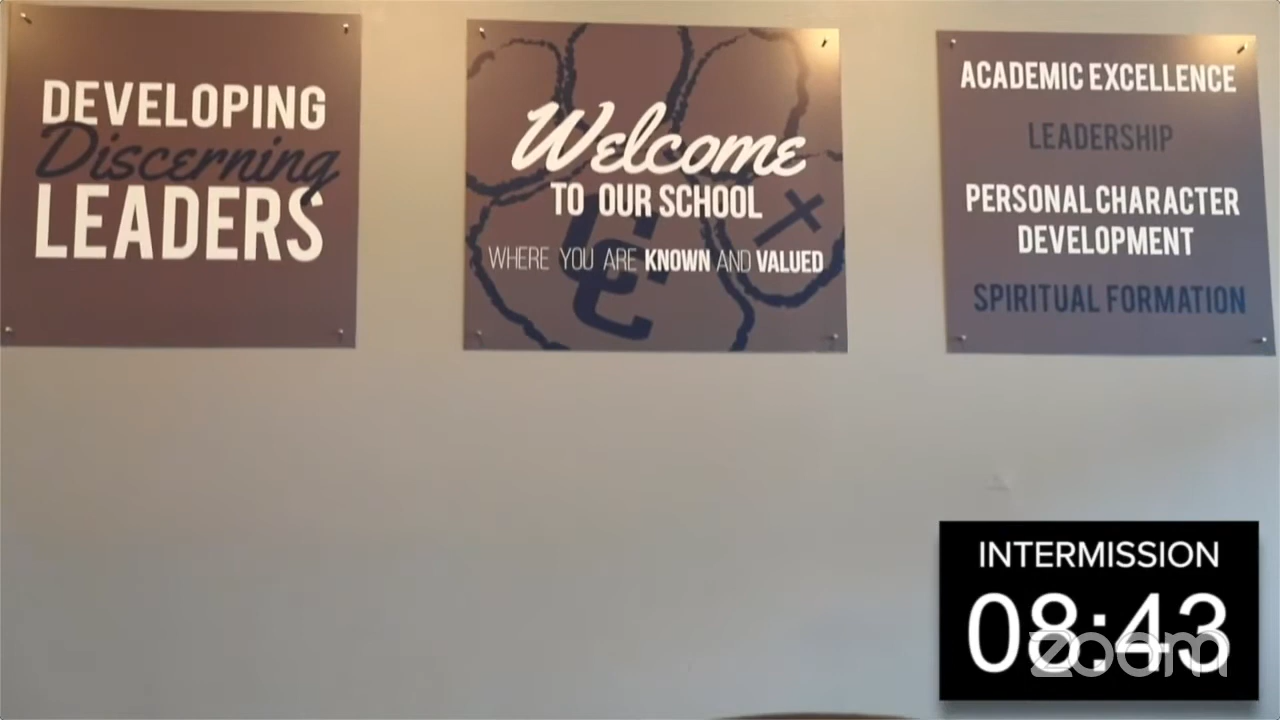 DEVELOPING
Discerning
LEADERS
Welcome
TO OUR SCHOOL
WHERE YOU ARE KNOWN AND VALUED
ACADEMIC EXCELLENCE
LEADERSHIP
PERSONAL CHARACTER
DEVELOPMENT
SPIRITUAL FORMATION
INTERMISSION
08:43
zoom